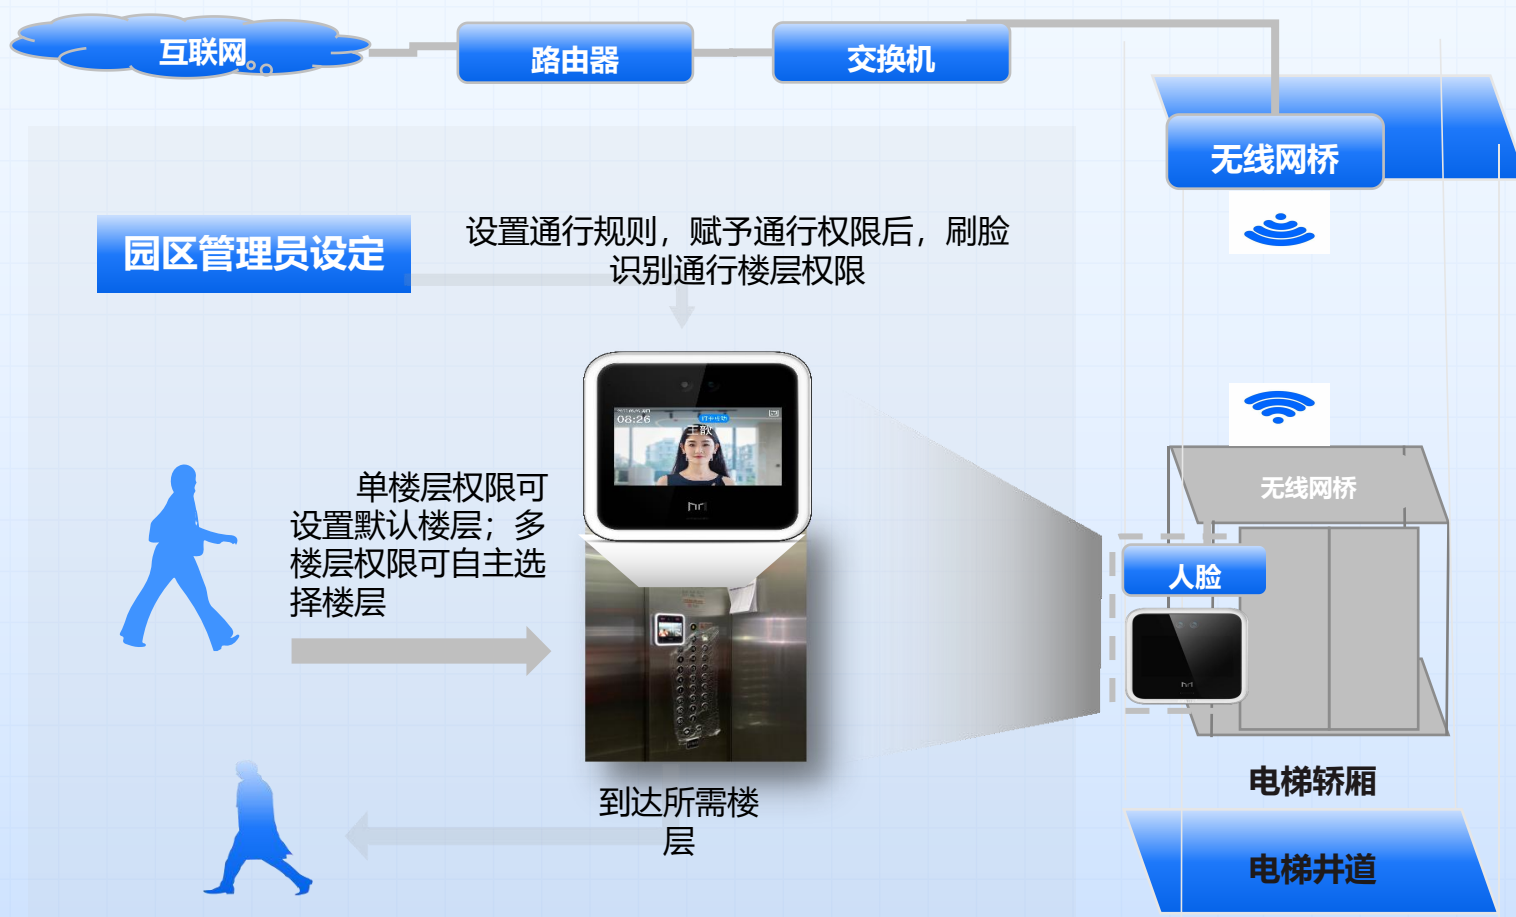 互联网
路由器
交换机
无线网桥
园区管理员设定
设置通行规则，赋予通行权限后，刷脸
识别通行楼层权限
08:26
王歆
单楼层权限可
设置默认楼层；多
楼层权限可自主选
择楼层
无线网桥
人脸
到达所需楼
层
电梯轿厢
电梯井道